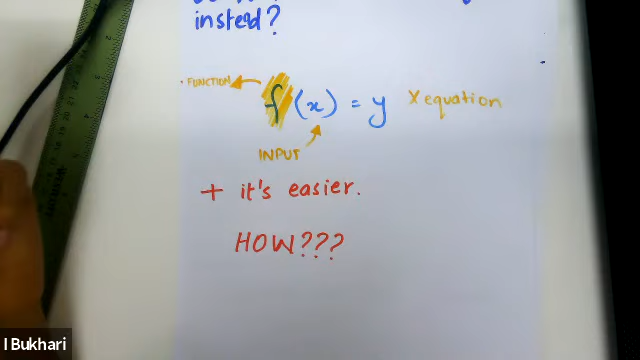 instead?
FUNCTION
f (x) = y X equation
INPUT
+ it's easier.
HOW???
I Bukhari